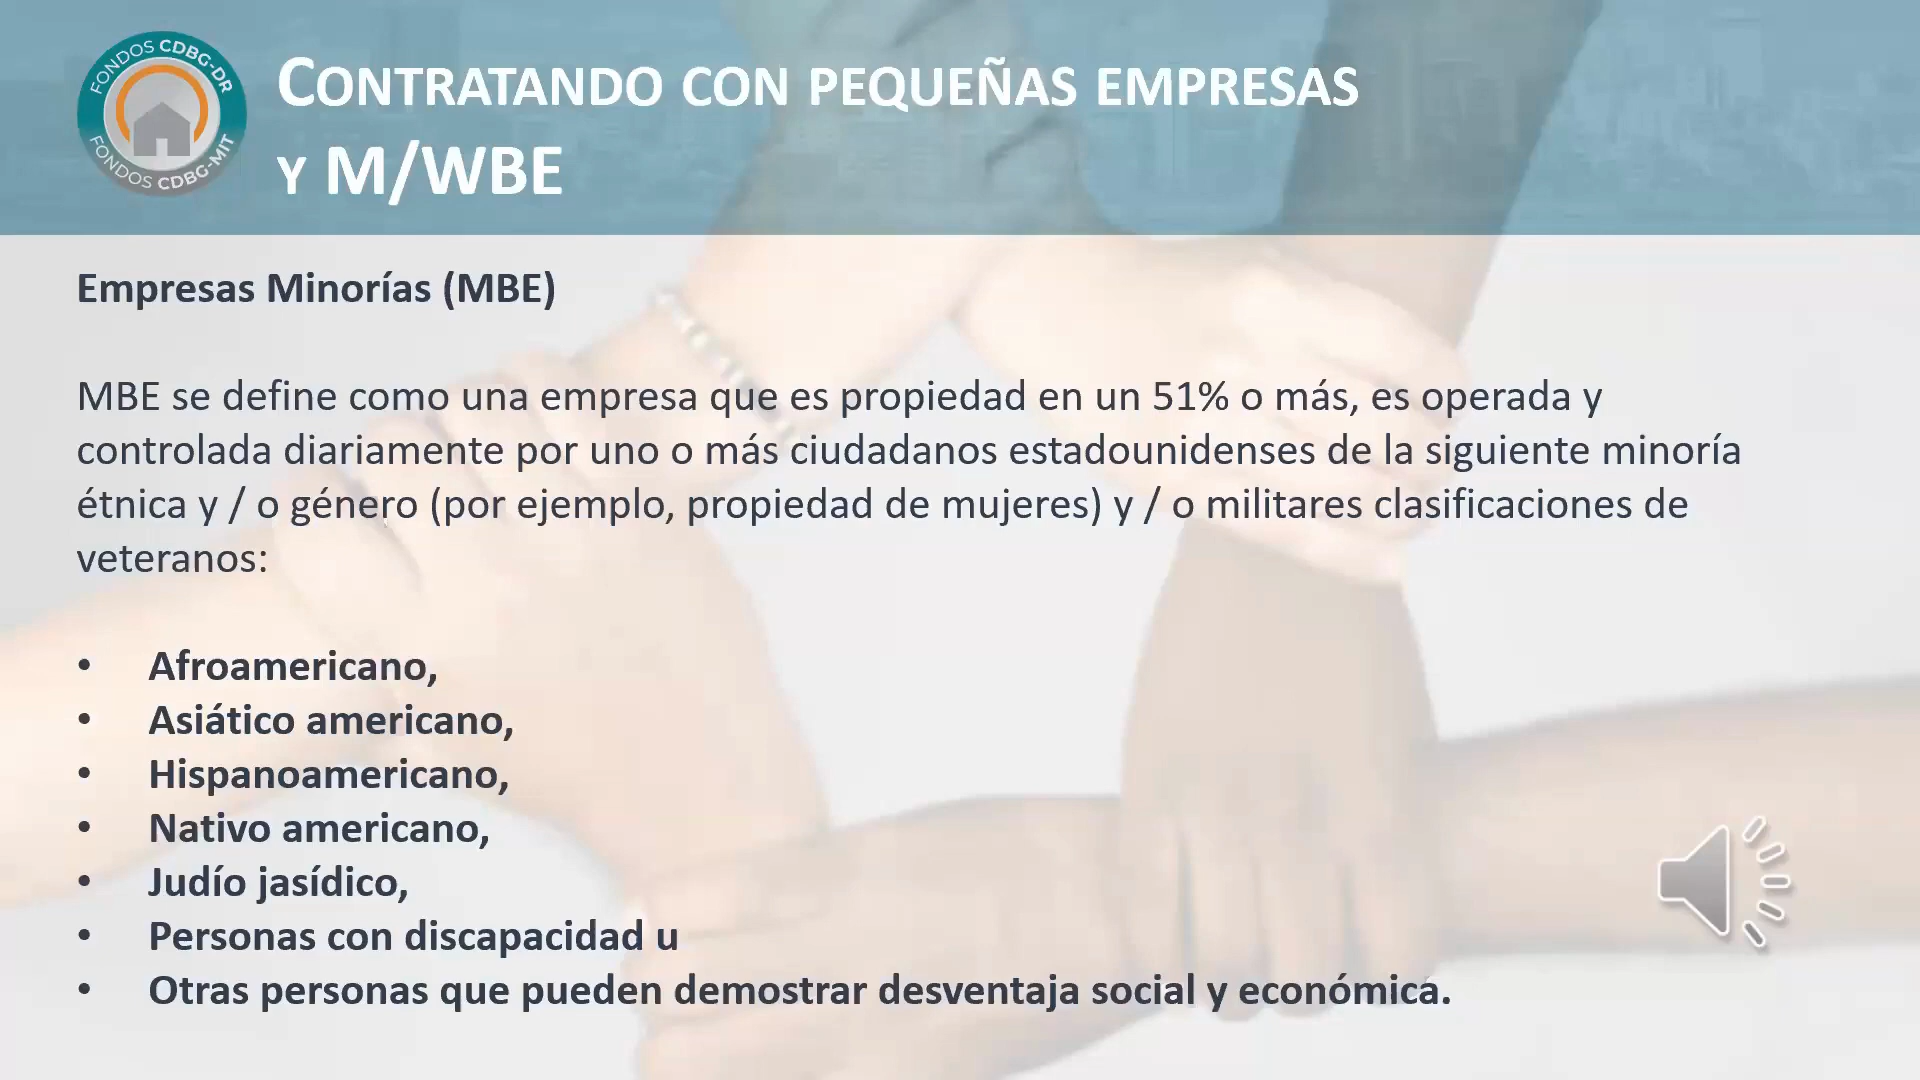 FONDOS CDBG-DR
FONDOS CDBG-MIT
CONTRATANDO CON PEQUEÑAS EMPRESAS
Y M/WBE
Empresas Minorías (MBE)
MBE se define como una empresa que es propiedad en un 51% o más, es operada y
controlada diariamente por uno o más ciudadanos estadounidenses de la siguiente minoría
étnica y / o género (por ejemplo, propiedad de mujeres) y / o militares clasificaciones de
veteranos:
• Afroamericano,
• Asiático americano,
• Hispanoamericano,
• Nativo americano,
• Judío jasídico,
• Personas con discapacidad u
• Otras personas que pueden demostrar desventaja social y económica.